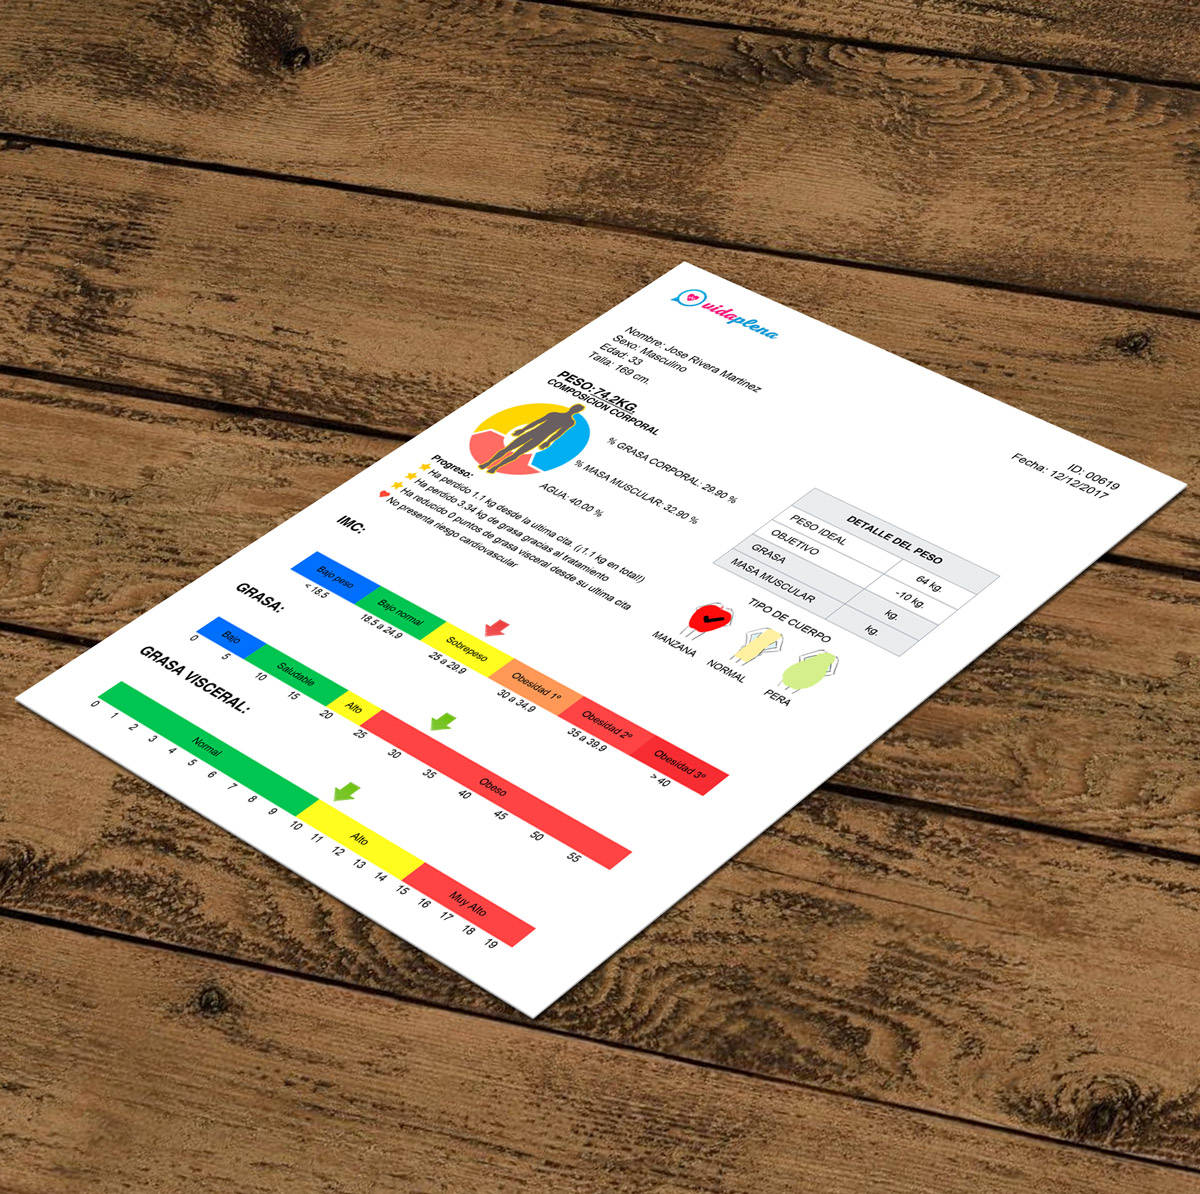 vidaplena
Nombre: Jose Rivera Martinez
Sexo: Masculino
Edad: 33
Talla: 169 cm.
ID: 00619
Fecha: 12/12/2017
PESO: 74.2KG.
COMPOSICION CORPORAL
% GRASA CORPORAL: 29.90 %
% MASA MUSCULAR: 32.90 %
AGUA: 40.00 %
DETALLE DEL PESO
PESO IDEAL 64 kg.
OBJETIVO -10 kg.
GRASA kg.
MASA MUSCULAR kg.
Progreso:
Ha perdido 1.1 kg desde la ultima cita. (¡1.1 kg en total!)
Ha perdido 3.34 kg de grasa gracias al tratamiento
Ha reducido 0 puntos de grasa visceral desde su ultima cita
No presenta riesgo cardiovascular
TIPO DE CUERPO
MANZANA NORMAL PERA
IMC:
Bajo peso Bajo normal Sobrepeso Obesidad 1º Obesidad 2º Obesidad 3º
< 18.5 18.5 a 24.9 25 a 29.9 30 a 34.9 35 a 39.9 > 40
GRASA:
Bajo Saludable Alto Obeso
0 5 10 15 20 25 30 35 40 45 50 55
GRASA VISCERAL:
Normal Alto Muy Alto
0 1 2 3 4 5 6 7 8 9 10 11 12 13 14 15 16 17 18 19